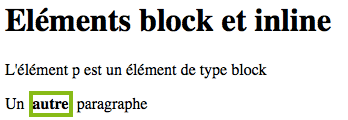 Eléments block et inline
L'élément p est un élément de type block
Un autre paragraphe